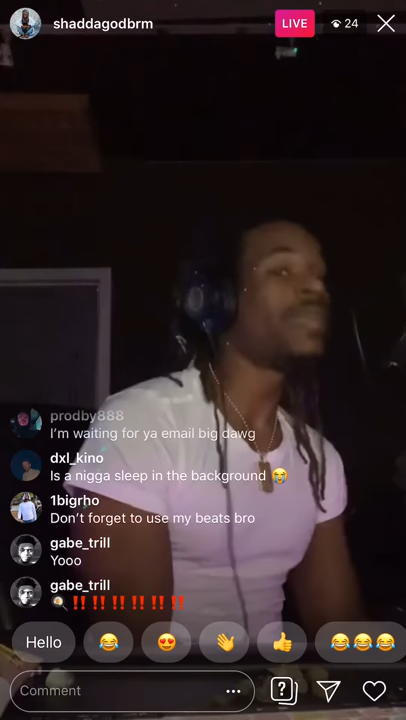 shaddagodbrm
LIVE
24
prodby888
I'm waiting for ya email big dawg
dxl_kino
Is a nigga sleep in the background 😭
1bigrho
Don't forget to use my beats bro
gabe_trill
Yooo
gabe_trill
🍳‼️‼️‼️‼️‼️‼️
Hello 😂 😍 👋 👍 😂😂😂
Comment